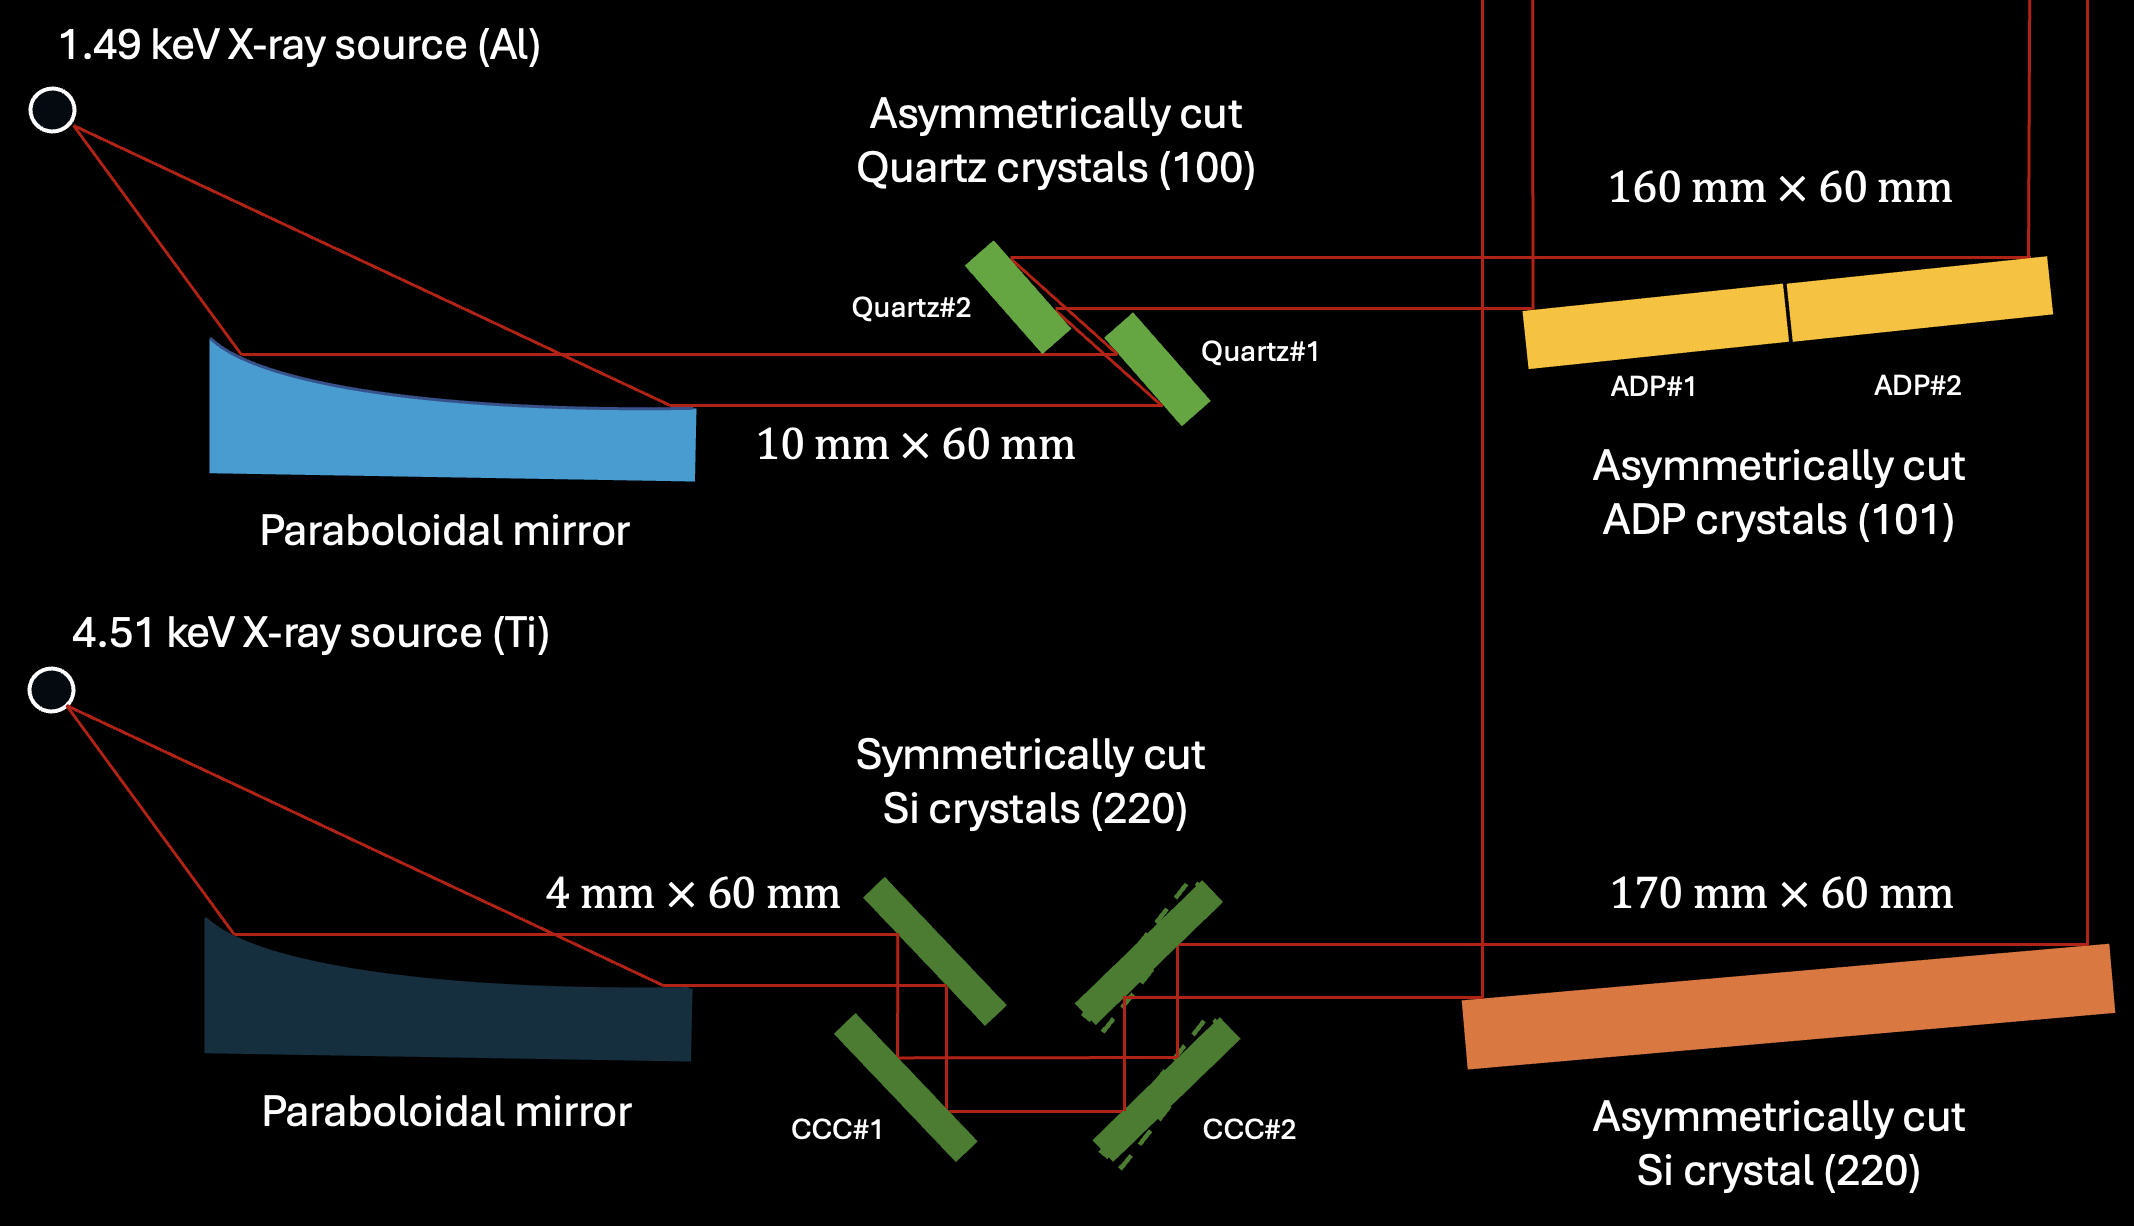 1.49 keV X-ray source (Al)
Asymmetrically cut
Quartz crystals (100)
160 mm × 60 mm
Quartz#2
Quartz#1
ADP#1
ADP#2
10 mm × 60 mm
Asymmetrically cut
ADP crystals (101)
Paraboloidal mirror
4.51 keV X-ray source (Ti)
Symmetrically cut
Si crystals (220)
4 mm × 60 mm
170 mm × 60 mm
Paraboloidal mirror
CCC#1
CCC#2
Asymmetrically cut
Si crystal (220)